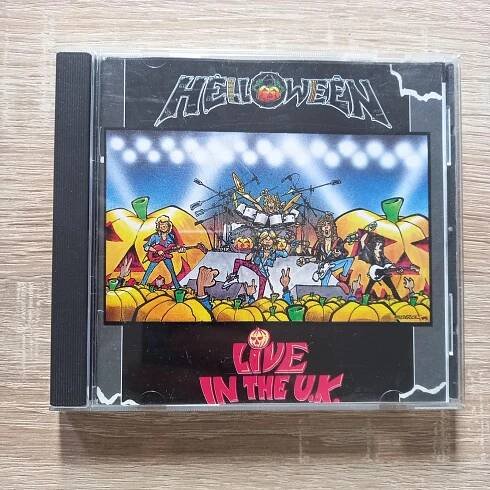 HELLOWEEN
LIVE
IN THE U.K.